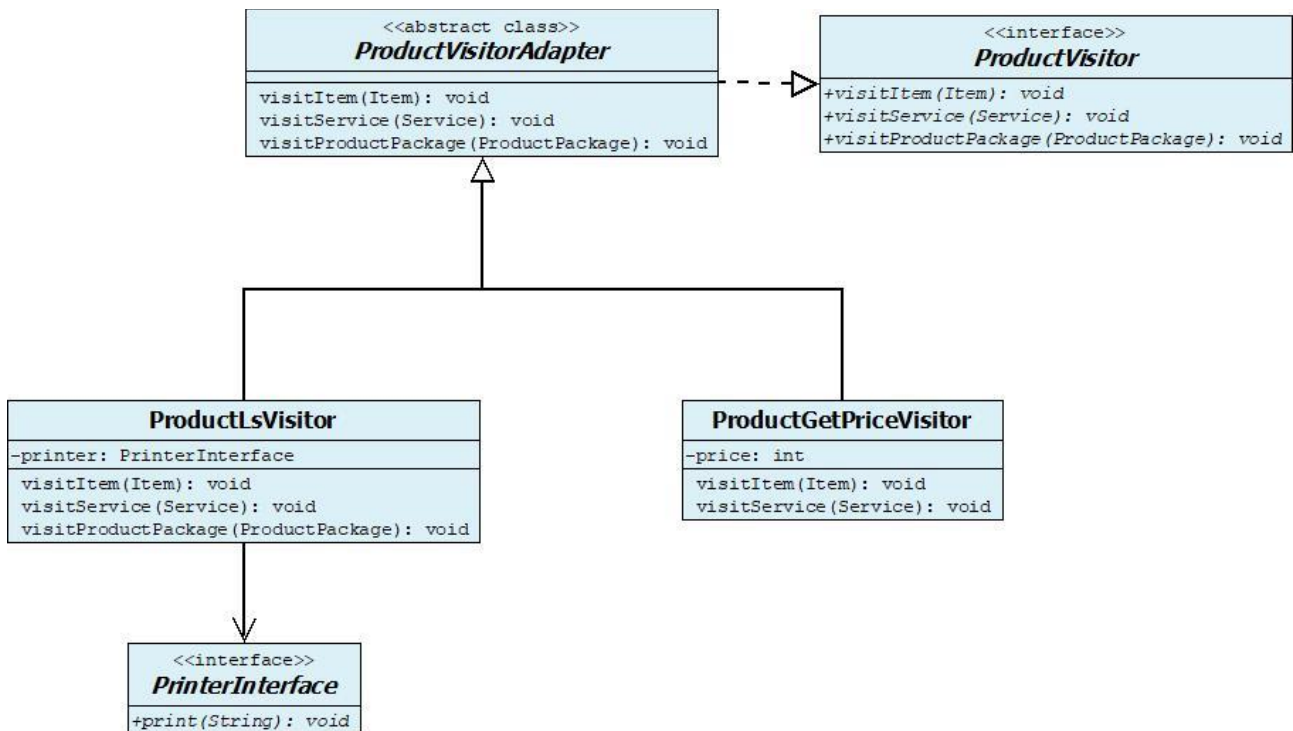 <<abstract class>>
ProductVisitorAdapter
visitItem(Item): void
visitService(Service): void
visitProductPackage(ProductPackage): void
<<interface>>
ProductVisitor
+visitItem(Item): void
+visitService(Service): void
+visitProductPackage(ProductPackage): void
ProductLsVisitor
-printer: PrinterInterface
visitItem(Item): void
visitService(Service): void
visitProductPackage(ProductPackage): void
ProductGetPriceVisitor
-price: int
visitItem(Item): void
visitService(Service): void
<<interface>>
PrinterInterface
+print(String): void